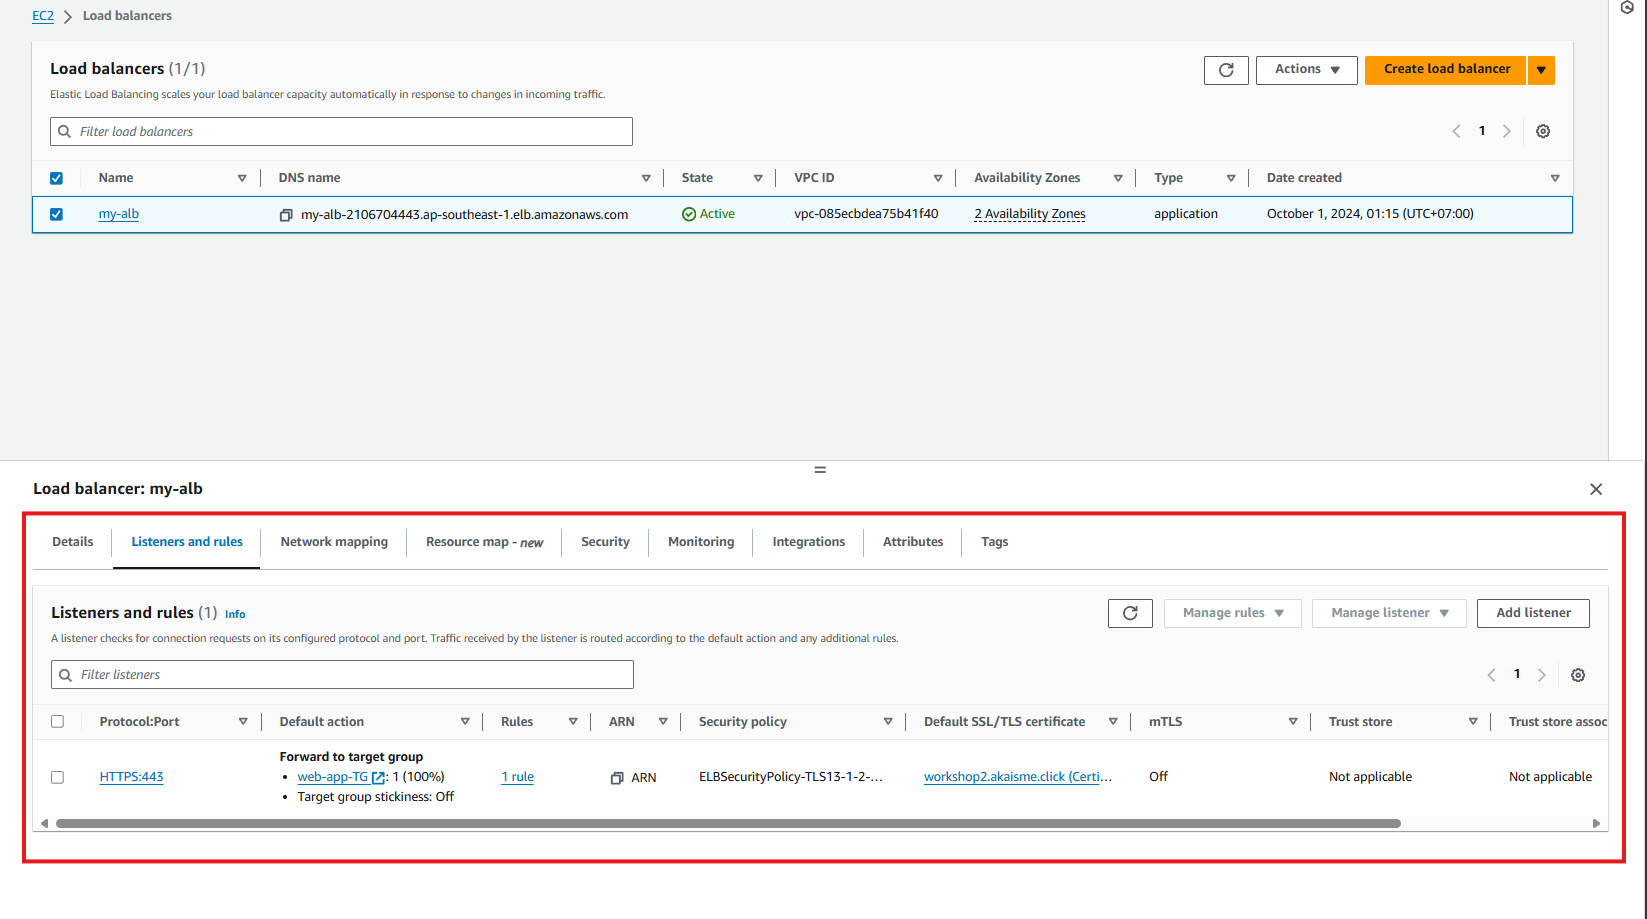 EC2 > Load balancers
Load balancers (1/1)
Actions
Create load balancer
Elastic Load Balancing scales your load balancer capacity automatically in response to changes in incoming traffic.
Filter load balancers
1
Name DNS name State VPC ID Availability Zones Type Date created
my-alb my-alb-2106704443.ap-southeast-1.elb.amazonaws.com Active vpc-085ecbdea75b41f40 2 Availability Zones application October 1, 2024, 01:15 (UTC+07:00)
Load balancer: my-alb
Details Listeners and rules Network mapping Resource map - new Security Monitoring Integrations Attributes Tags
Listeners and rules (1) Info
Manage rules Manage listener Add listener
A listener checks for connection requests on its configured protocol and port. Traffic received by the listener is routed according to the default action and any additional rules.
Filter listeners
1
Protocol:Port Default action Rules ARN Security policy Default SSL/TLS certificate mTLS Trust store Trust store assoc
Forward to target group
HTTPS:443 • web-app-TG : 1 (100%) 1 rule ARN ELBSecurityPolicy-TLS13-1-2-... workshop2.akaisme.click (Certi... Off Not applicable Not applicable
• Target group stickiness: Off